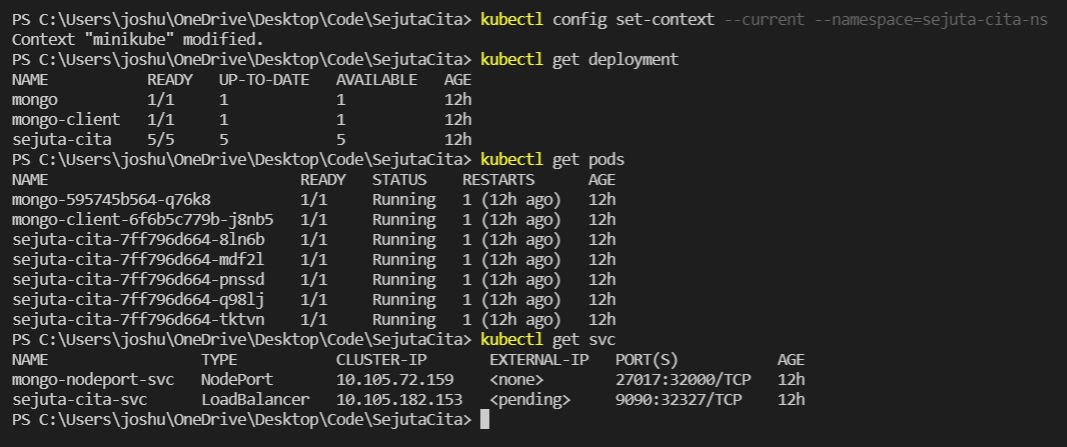 PS C:\Users\joshu\OneDrive\Desktop\Code\SejutaCita> kubectl config set-context --current --namespace=sejuta-cita-ns
Context "minikube" modified.
PS C:\Users\joshu\OneDrive\Desktop\Code\SejutaCita> kubectl get deployment
NAME READY UP-TO-DATE AVAILABLE AGE
mongo 1/1 1 1 12h
mongo-client 1/1 1 1 12h
sejuta-cita 5/5 5 5 12h
PS C:\Users\joshu\OneDrive\Desktop\Code\SejutaCita> kubectl get pods
NAME READY STATUS RESTARTS AGE
mongo-595745b564-q76k8 1/1 Running 1 (12h ago) 12h
mongo-client-6f6b5c779b-j8nb5 1/1 Running 1 (12h ago) 12h
sejuta-cita-7ff796d664-8ln6b 1/1 Running 1 (12h ago) 12h
sejuta-cita-7ff796d664-mdf2l 1/1 Running 1 (12h ago) 12h
sejuta-cita-7ff796d664-pnssd 1/1 Running 1 (12h ago) 12h
sejuta-cita-7ff796d664-q98lj 1/1 Running 1 (12h ago) 12h
sejuta-cita-7ff796d664-tktvn 1/1 Running 1 (12h ago) 12h
PS C:\Users\joshu\OneDrive\Desktop\Code\SejutaCita> kubectl get svc
NAME TYPE CLUSTER-IP EXTERNAL-IP PORT(S) AGE
mongo-nodeport-svc NodePort 10.105.72.159 <none> 27017:32000/TCP 12h
sejuta-cita-svc LoadBalancer 10.105.182.153 <pending> 9090:32327/TCP 12h
PS C:\Users\joshu\OneDrive\Desktop\Code\SejutaCita>